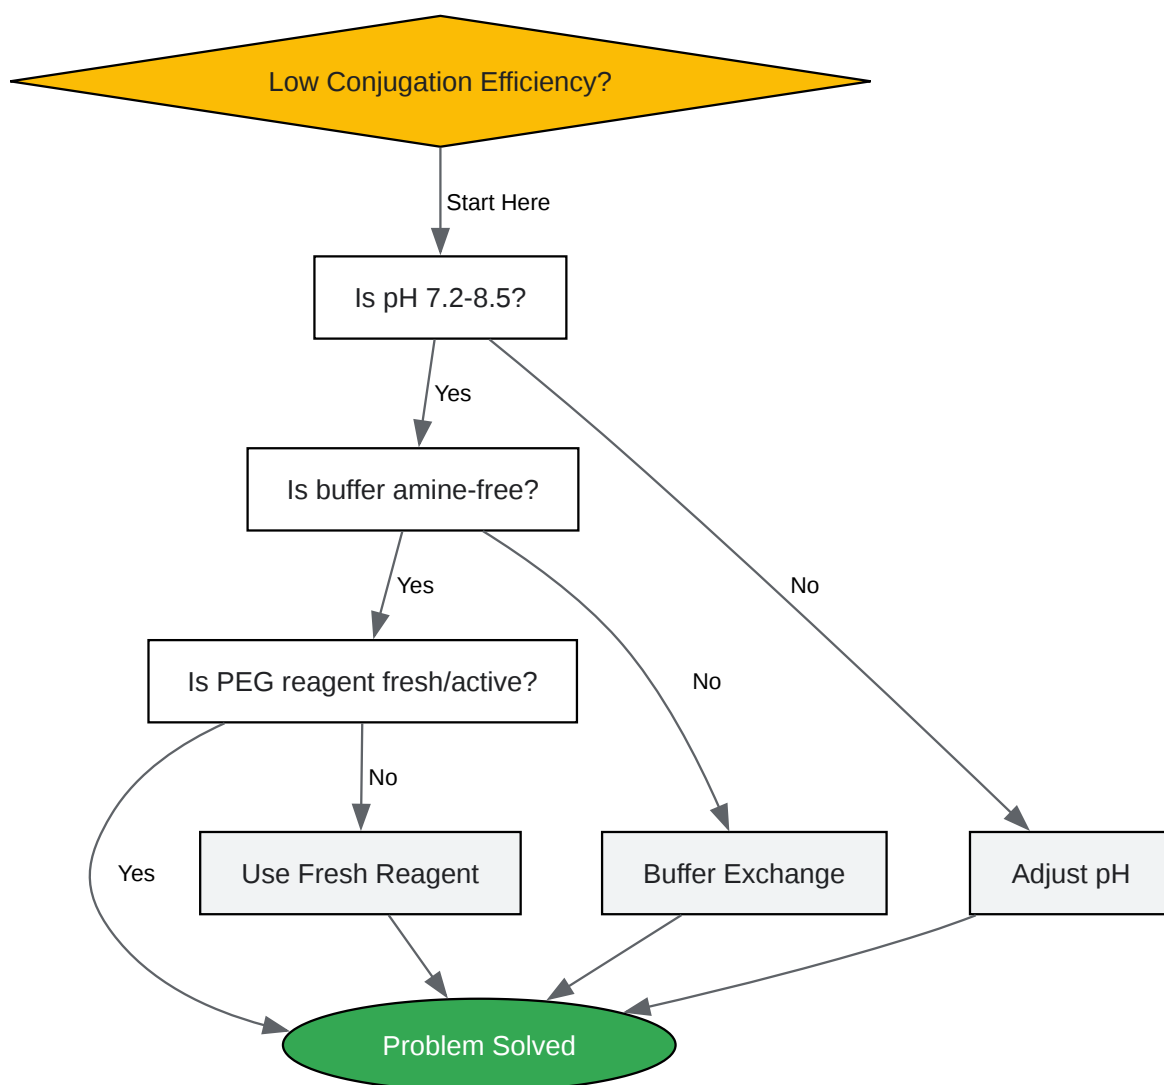 Low Conjugation Efficiency?
Start Here
Is pH 7.2-8.5?
Yes
Is buffer amine-free?
Yes
No
Is PEG reagent fresh/active?
No
No
Yes
Use Fresh Reagent
Buffer Exchange
Adjust pH
Problem Solved